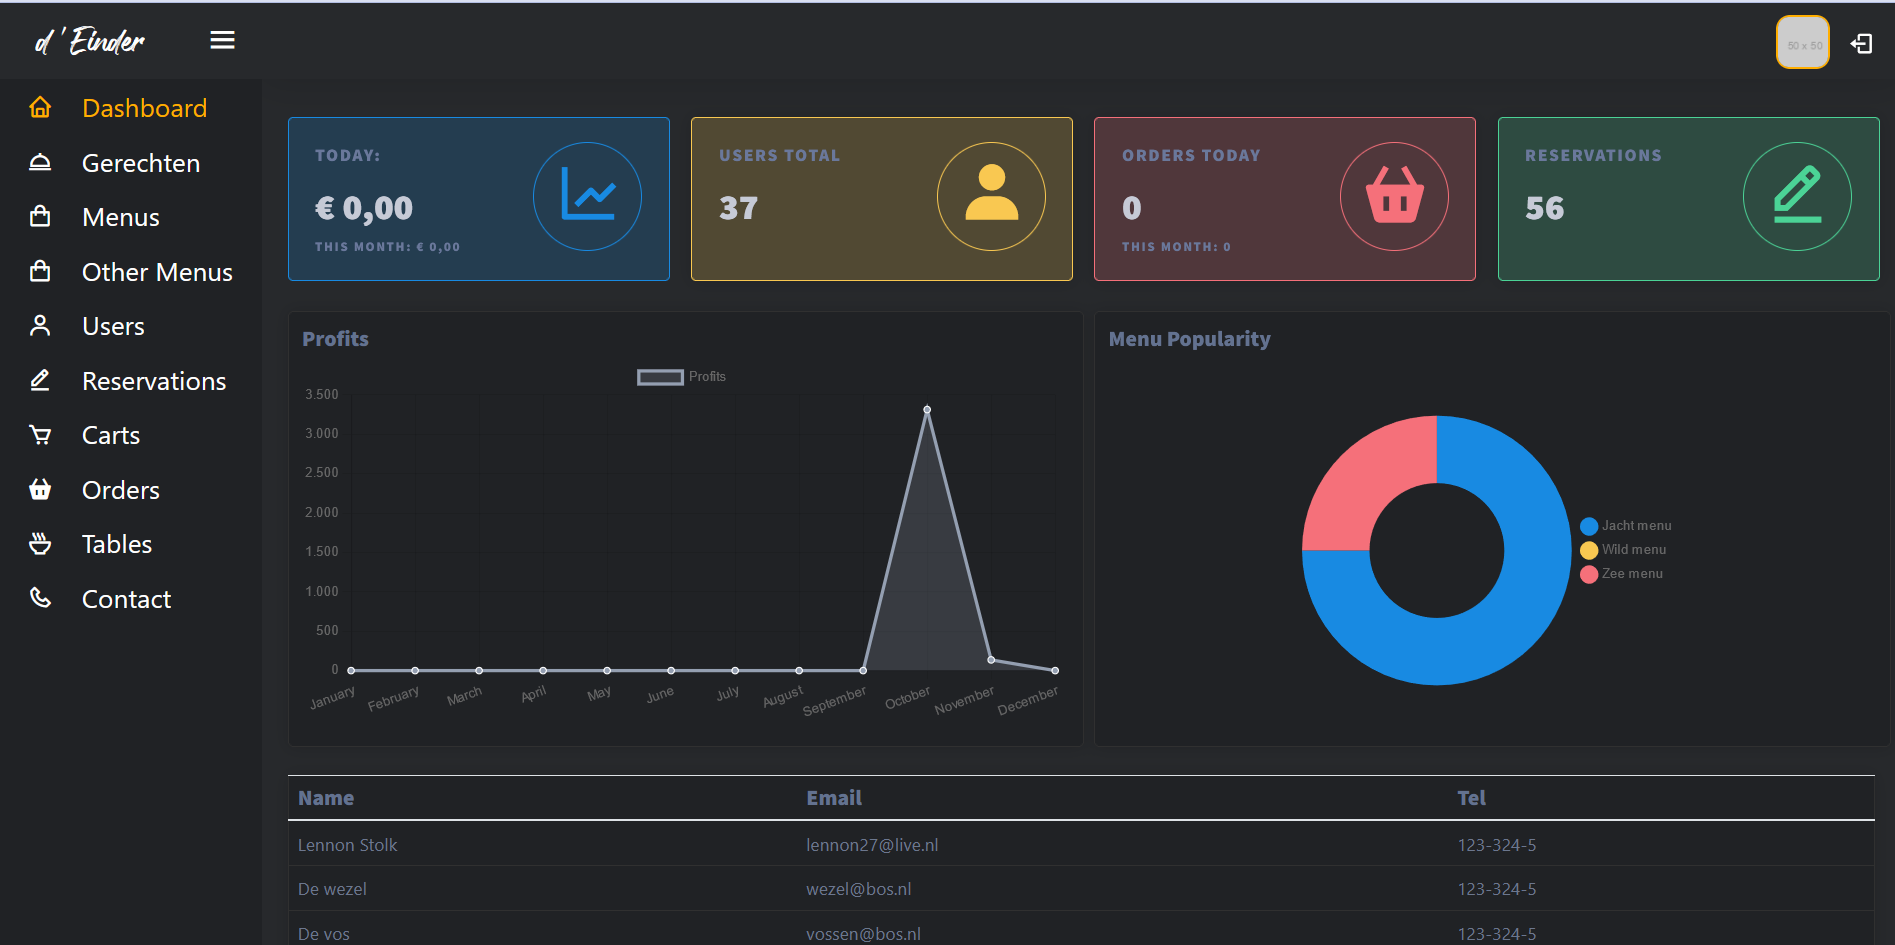 d'Einder
50 x 50
Dashboard
Gerechten
Menus
Other Menus
Users
Reservations
Carts
Orders
Tables
Contact
TODAY:
€ 0,00
THIS MONTH: € 0,00
USERS TOTAL
37
ORDERS TODAY
0
THIS MONTH: 0
RESERVATIONS
56
Profits
Profits
3.500
3.000
2.500
2.000
1.500
1.000
500
0
January February March April May June July August September October November December
Menu Popularity
Jacht menu
Wild menu
Zee menu
Name Email Tel
Lennon Stolk lennon27@live.nl 123-324-5
De wezel wezel@bos.nl 123-324-5
De vos vossen@bos.nl 123-324-5